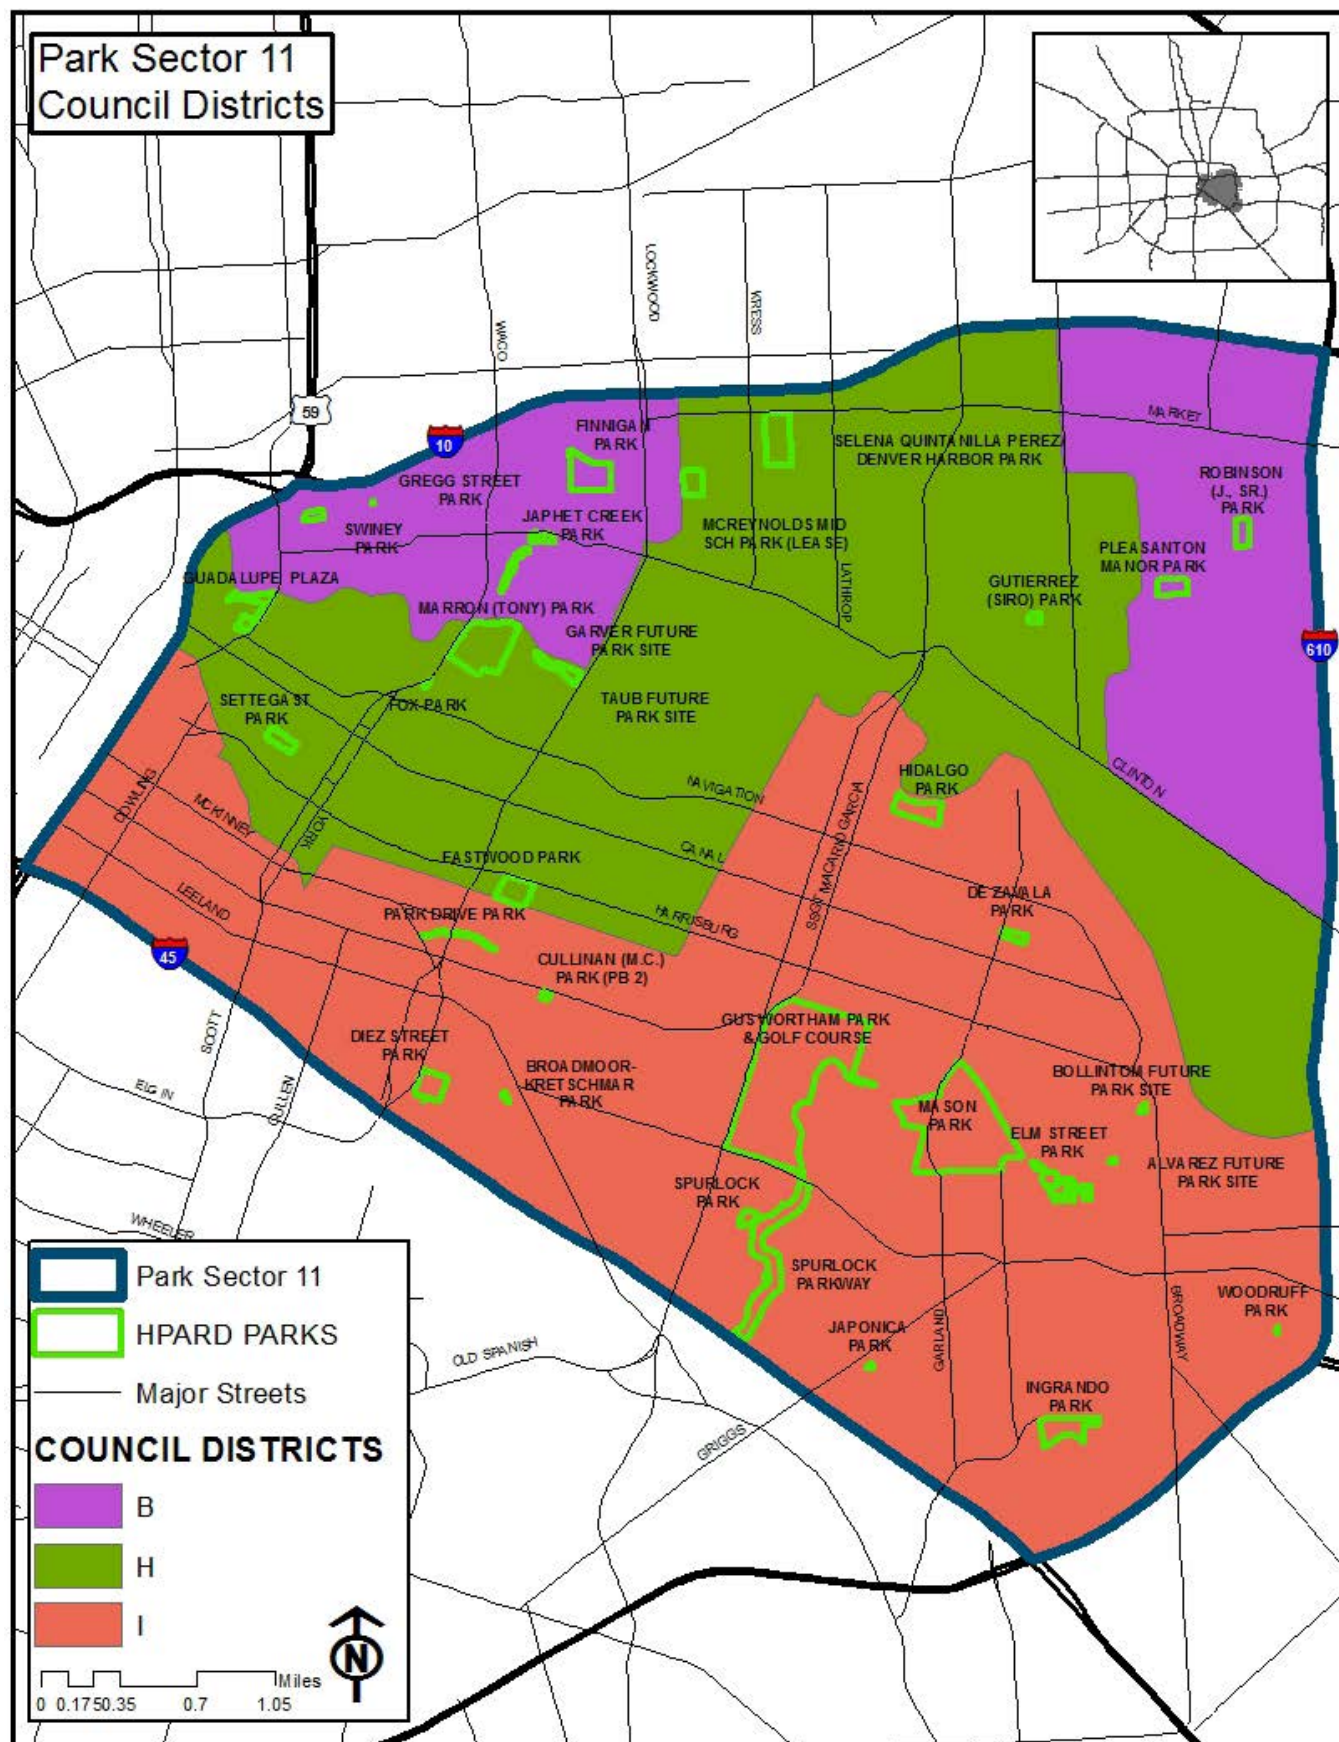 Park Sector 11
Council Districts
LOCKWOOD
KRESS
WACO
59
10
MARKET
FINNIGAN
PARK
SELENA QUINTANILLA PEREZ/
DENVER HARBOR PARK
GREGG STREET
PARK
ROBINSON
(J., SR.)
PARK
SWINEY
PARK
JAPHET CREEK
PARK
MCREYNOLDS MID
SCH PARK (LEASE)
PLEASANTON
MANOR PARK
GUADALUPE PLAZA
LATHROP
GUTIERREZ
(SIRO) PARK
MARRON (TONY) PARK
GARVER FUTURE
PARK SITE
610
SETTEGAST
PARK
FOX PARK
TAUB FUTURE
PARK SITE
HIDALGO
PARK
CLINTON
NAVIGATION
DOWLING
MCKINNEY
YORK
CANAL
SSGT MACARIO GARCIA
EASTWOOD PARK
LEELAND
PARK DRIVE PARK
HARRISBURG
DE ZAVALA
PARK
45
CULLINAN (M.C.)
PARK (PB 2)
SCOTT
DIEZ STREET
PARK
GUS WORTHAM PARK
& GOLF COURSE
BROADMOOR-
KRETSCHMAR
PARK
BOLLINTOM FUTURE
PARK SITE
ELGIN
CULLEN
MASON
PARK
ELM STREET
PARK
ALVAREZ FUTURE
PARK SITE
SPURLOCK
PARK
WHEELER
SPURLOCK
PARKWAY
WOODRUFF
PARK
JAPONICA
PARK
GARLAND
BROADWAY
OLD SPANISH
INGRANDO
PARK
GRIGGS
Park Sector 11
HPARD PARKS
Major Streets
COUNCIL DISTRICTS
B
H
I
N
Miles
0 0.175 0.35 0.7 1.05